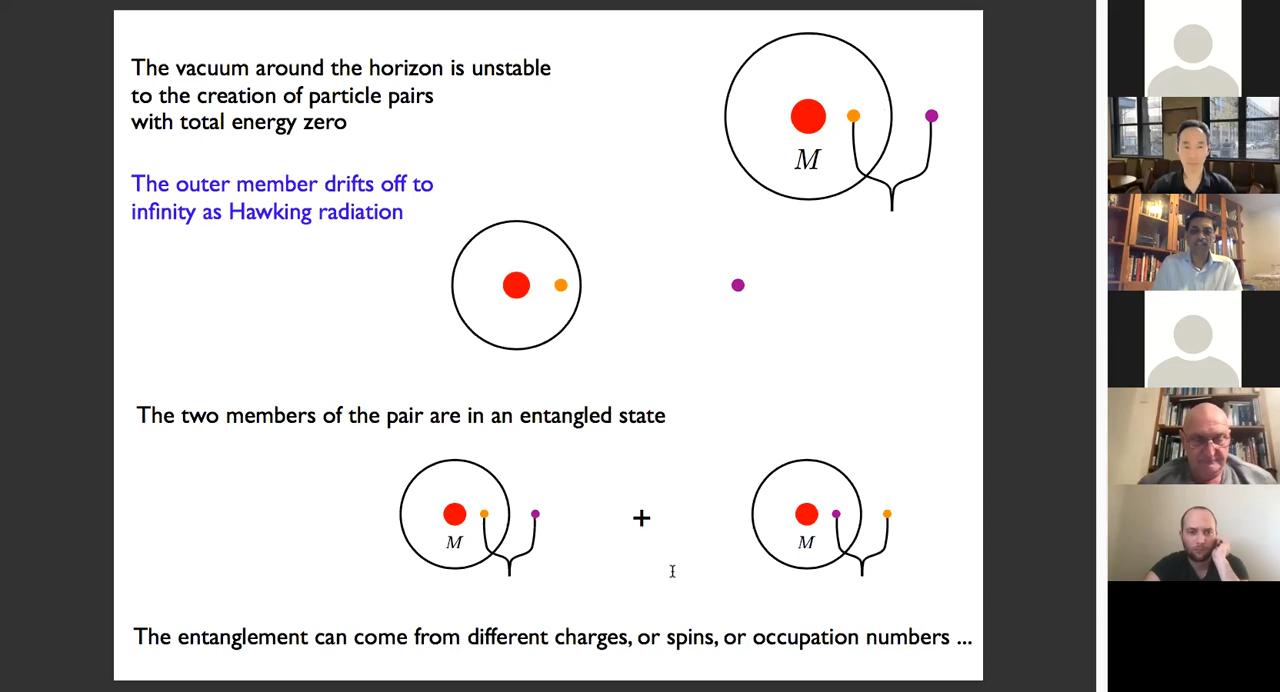 The vacuum around the horizon is unstable
to the creation of particle pairs
with total energy zero
M
The outer member drifts off to
infinity as Hawking radiation
The two members of the pair are in an entangled state
+
M
M
The entanglement can come from different charges, or spins, or occupation numbers ...